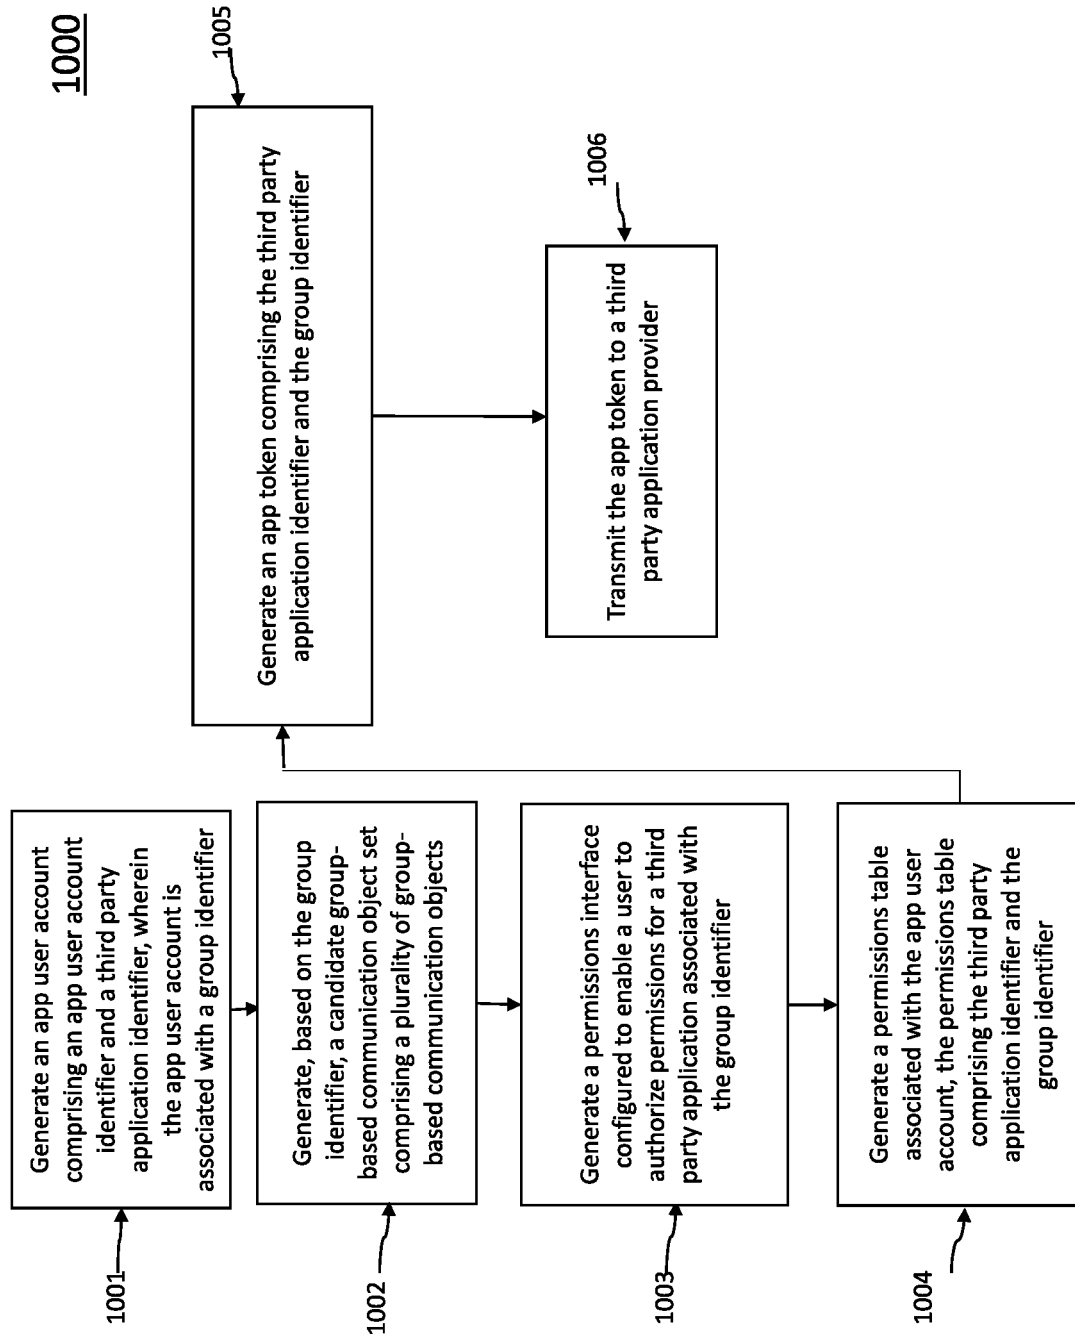 1000
1001
Generate an app user account
comprising an app user account
identifier and a third party
application identifier, wherein
the app user account is
associated with a group identifier
1002
Generate, based on the group
identifier, a candidate group-
based communication object set
comprising a plurality of group-
based communication objects
1003
Generate a permissions interface
configured to enable a user to
authorize permissions for a third
party application associated with
the group identifier
1004
Generate a permissions table
associated with the app user
account, the permissions table
comprising the third party
application identifier and the
group identifier
1005
Generate an app token comprising the third party
application identifier and the group identifier
1006
Transmit the app token to a third
party application provider